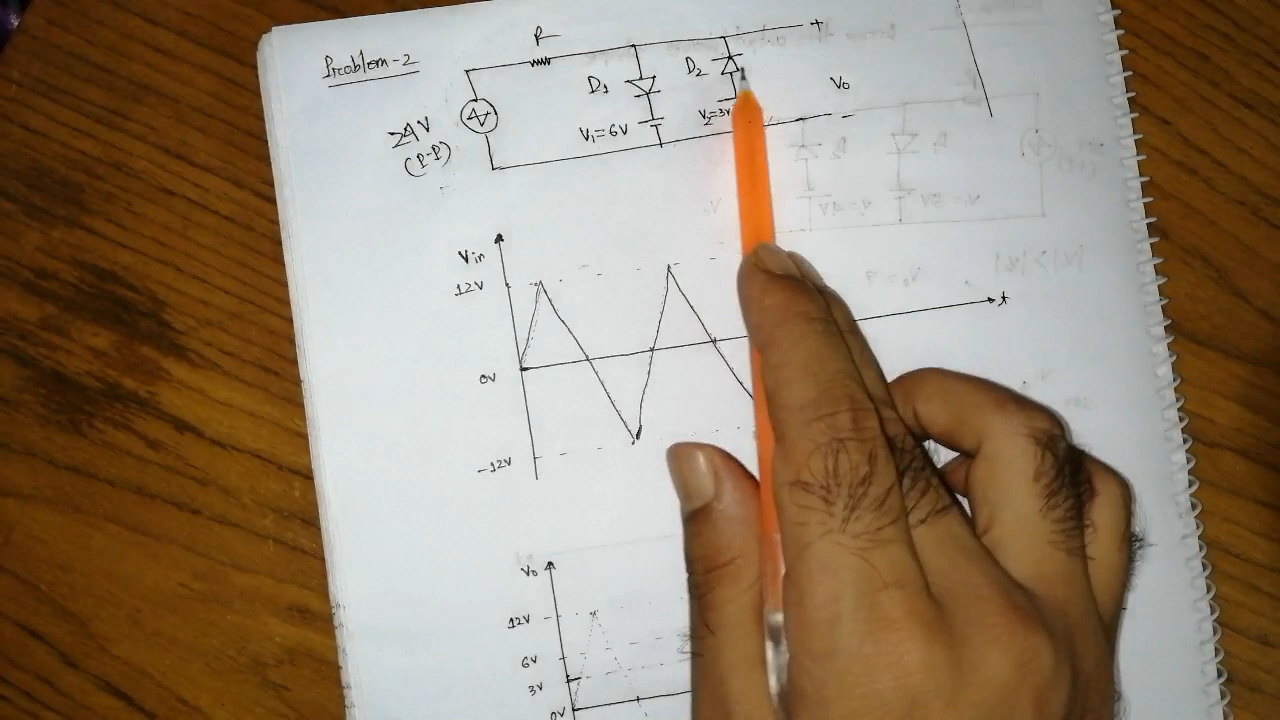 Problem-2
R
+
D1
D2
24V
(P-P)
V1=6V
V2=3V
V0
-
Vin
12V
t
0V
-12V
V0
12V
6V
3V
0V